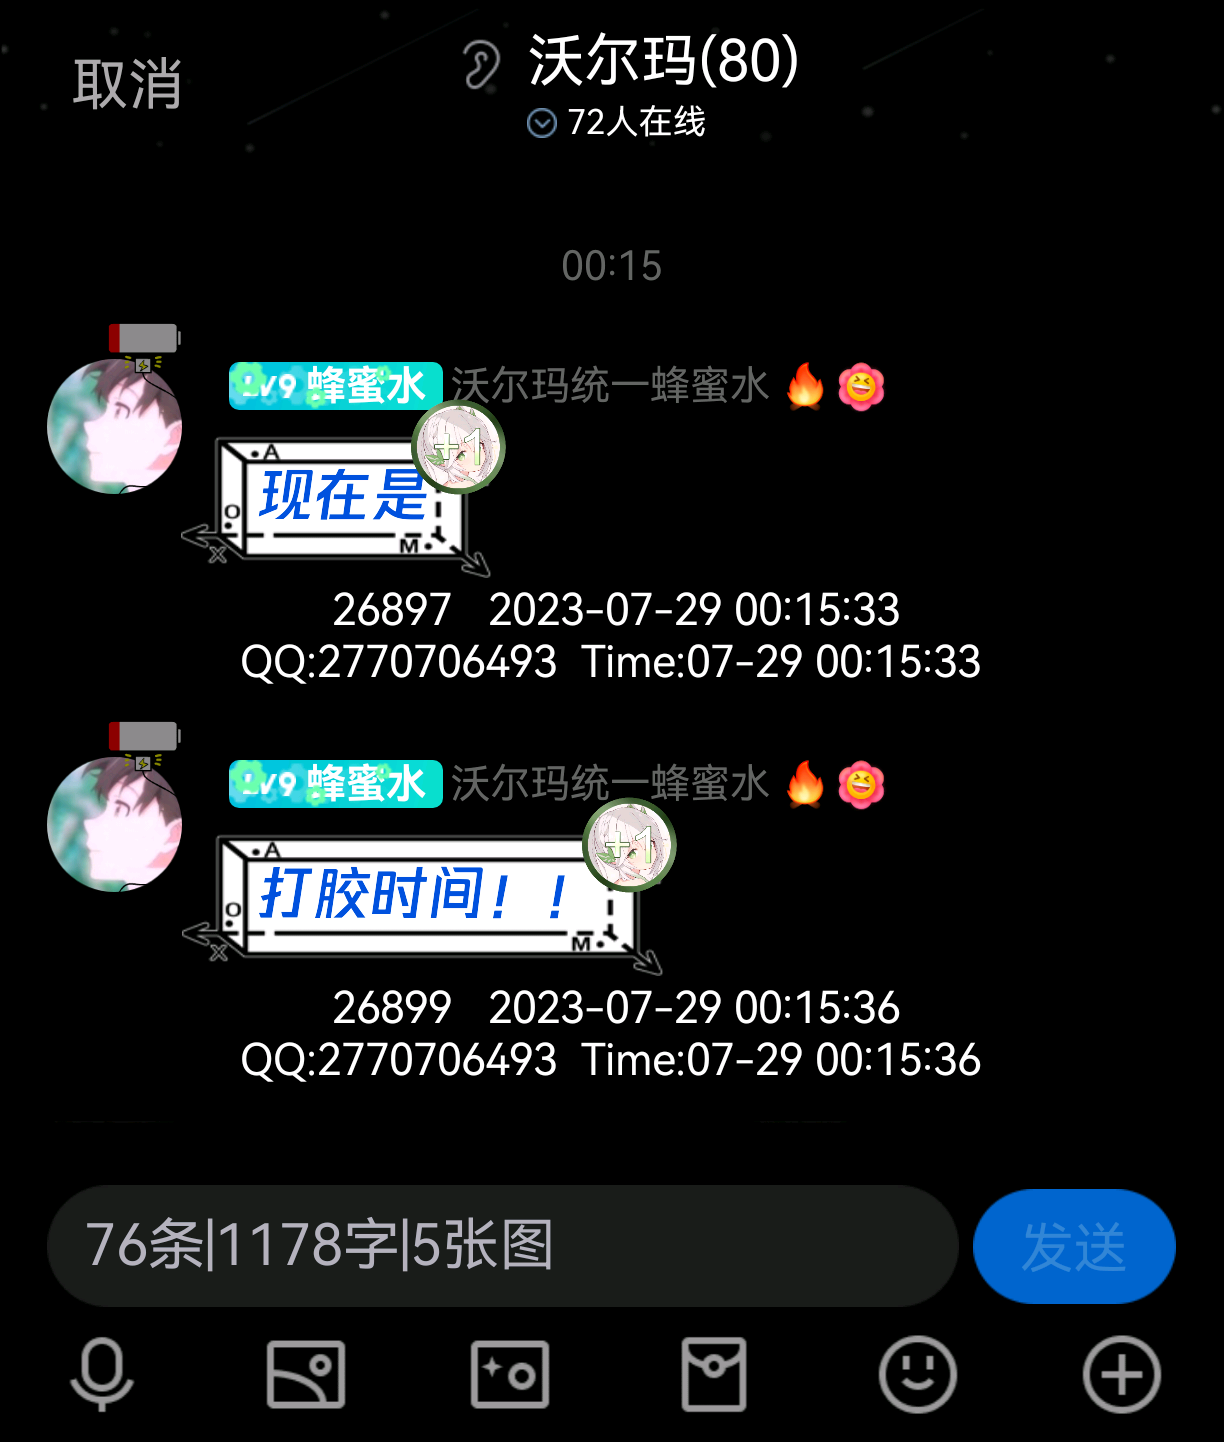 取消
沃尔玛(80)
72人在线
00:15
Lv9 蜂蜜水 沃尔玛统一蜂蜜水
+1
A
现在是
O
M
X
26897 2023-07-29 00:15:33
QQ:2770706493 Time:07-29 00:15:33
Lv9 蜂蜜水 沃尔玛统一蜂蜜水
+1
A
打胶时间！！
O
M
X
26899 2023-07-29 00:15:36
QQ:2770706493 Time:07-29 00:15:36
76条|1178字|5张图
发送